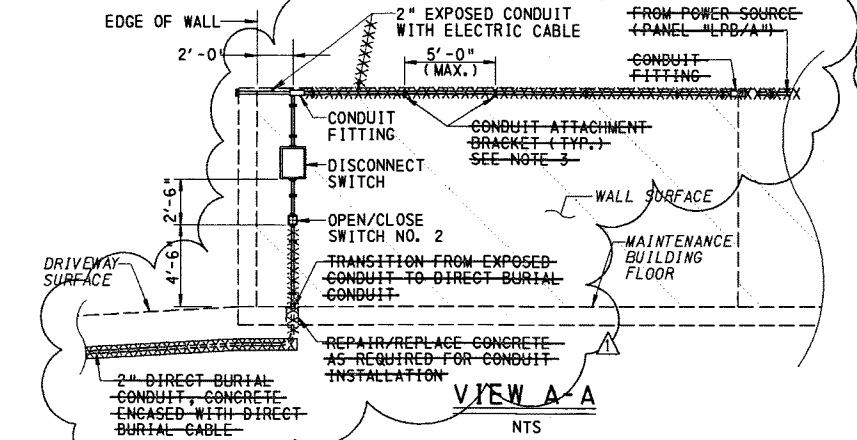 EDGE OF WALL
2'-0"
2" EXPOSED CONDUIT
WITH ELECTRIC CABLE
5'-0"
(MAX.)
FROM POWER SOURCE
(PANEL "LPB/A")
CONDUIT
FITTING
CONDUIT
FITTING
CONDUIT ATTACHMENT
BRACKET (TYP.)
SEE NOTE 3
DISCONNECT
SWITCH
2'-6"
WALL SURFACE
OPEN/CLOSE
SWITCH NO. 2
4'-6"
MAINTENANCE
BUILDING
FLOOR
DRIVEWAY
SURFACE
TRANSITION FROM EXPOSED
CONDUIT TO DIRECT BURIAL
CONDUIT
REPAIR/REPLACE CONCRETE
AS REQUIRED FOR CONDUIT
INSTALLATION
1
2" DIRECT BURIAL
CONDUIT, CONCRETE
ENCASED WITH DIRECT
BURIAL CABLE
VIEW A-A
NTS